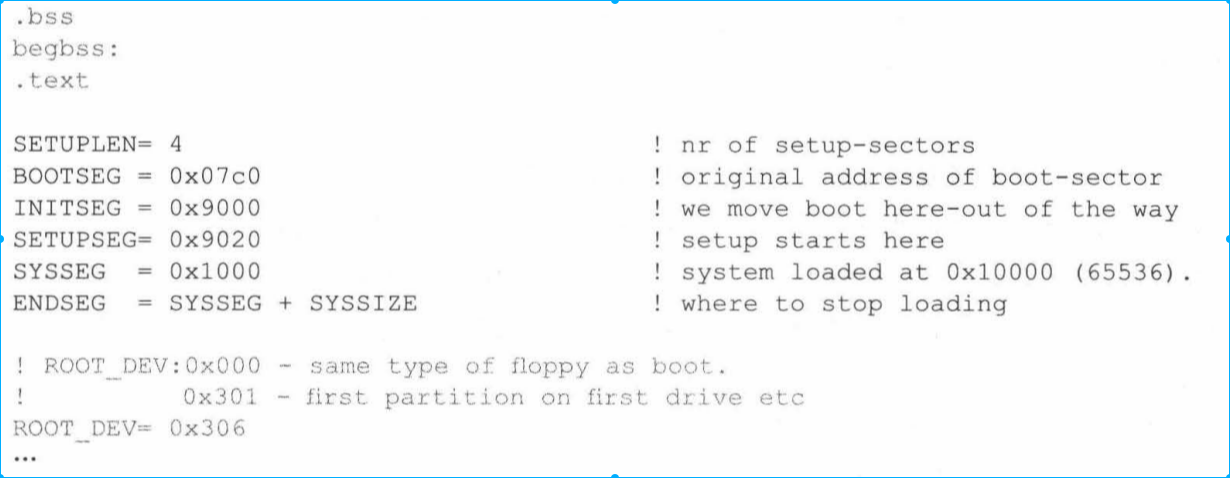 .bss
begbss:
.text
SETUPLEN= 4 ! nr of setup-sectors
BOOTSEG = 0x07c0 ! original address of boot-sector
INITSEG = 0x9000 ! we move boot here-out of the way
SETUPSEG= 0x9020 ! setup starts here
SYSSEG = 0x1000 ! system loaded at 0x10000 (65536).
ENDSEG = SYSSEG + SYSSIZE ! where to stop loading
! ROOT_DEV:0x000 - same type of floppy as boot.
! 0x301 - first partition on first drive etc
ROOT_DEV= 0x306
...